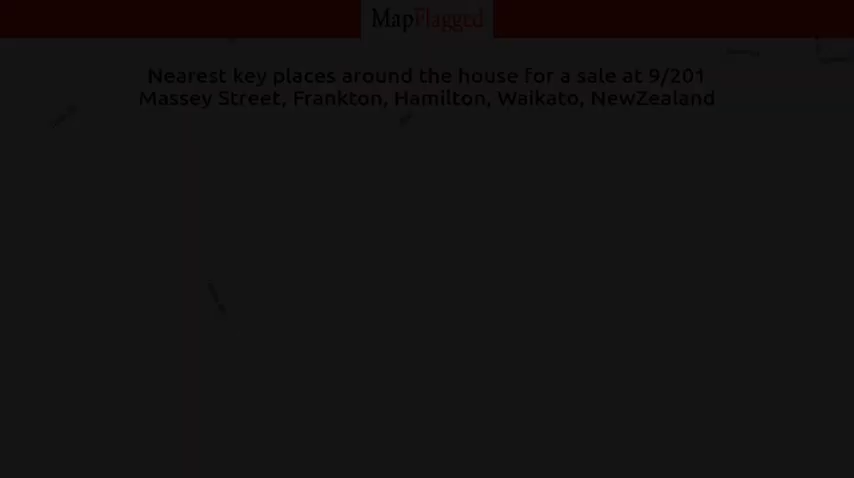 MapFlagged
Nearest key places around the house for a sale at 9/201
Massey Street, Frankton, Hamilton, Waikato, NewZealand